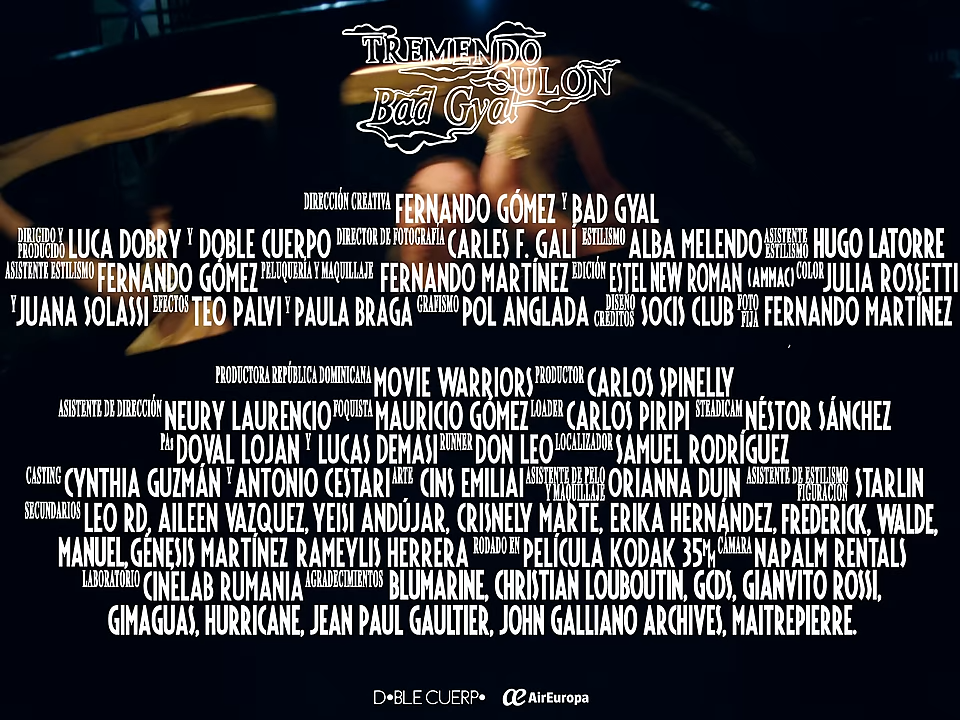 TREMENDO
CULON
Bad Gyal
DIRECCIÓN CREATIVA FERNANDO GÓMEZ Y BAD GYAL
DIRIGIDO Y PRODUCIDO LUCA DOBRY Y DOBLE CUERPO DIRECTOR DE FOTOGRAFÍA CARLES F. GALÍ ESTILISMO ALBA MELENDO ASISTENTE ESTILISMO HUGO LATORRE
ASISTENTE ESTILISMO FERNANDO GÓMEZ PELUQUERÍA Y MAQUILLAJE FERNANDO MARTÍNEZ EDICIÓN ESTEL NEW ROMAN (AMMAC) COLOR JULIA ROSSETTI
Y JUANA SOLASSI EFECTOS TEO PALVI Y PAULA BRAGA GRAFISMO POL ANGLADA DISEÑO CRÉDITOS SOCIS CLUB FOTO FIJA FERNANDO MARTÍNEZ
PRODUCTORA REPÚBLICA DOMINICANA MOVIE WARRIORS PRODUCTOR CARLOS SPINELLY
ASISTENTE DE DIRECCIÓN NEURY LAURENCIO FOQUISTA MAURICIO GÓMEZ LOADER CARLOS PIRIPI STEADICAM NÉSTOR SÁNCHEZ
PAs DOVAL LOJAN Y LUCAS DEMASI RUNNER DON LEO LOCALIZADOR SAMUEL RODRÍGUEZ
CASTING CYNTHIA GUZMÁN Y ANTONIO CESTARI ARTE CINS EMILIAI ASISTENTE DE PELO Y MAQUILLAJE ORIANNA DUIN ASISTENTE DE ESTILISMO FIGURACIÓN STARLIN
SECUNDARIOS LEO RD, AILEEN VAZQUEZ, YEISI ANDÚJAR, CRISNELY MARTE, ERIKA HERNÁNDEZ, FREDERICK, WALDE,
MANUEL, GÉNESIS MARTÍNEZ RAMEYLIS HERRERA RODADO EN PELÍCULA KODAK 35MM CÁMARA NAPALM RENTALS
LABORATORIO CINELAB RUMANIA AGRADECIMIENTOS BLUMARINE, CHRISTIAN LOUBOUTIN, GCDS, GIANVITO ROSSI,
GIMAGUAS, HURRICANE, JEAN PAUL GAULTIER, JOHN GALLIANO ARCHIVES, MAITREPIERRE.
D•BLE CUERP•
AirEuropa